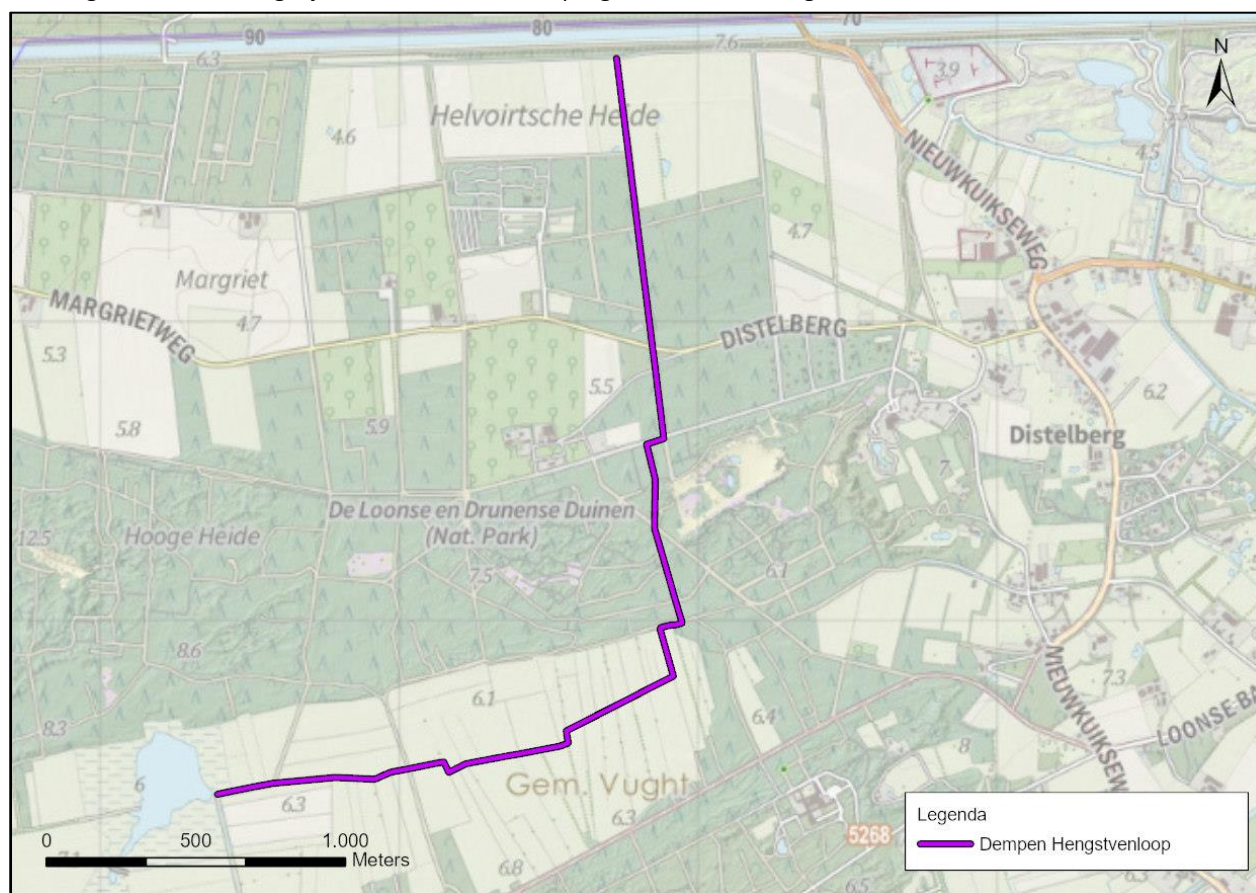 90
80
70
6.3
7.6
3.9
N
Helvoirtsche Heide
4.6
4.5
NIEUWKUIKSEWEG
4.7
Margriet
4.7
MARGRIETWEG
DISTELBERG
5.3
5.5
6.2
5.8
5.9
Distelberg
7
De Loonse en Drunense Duinen
(Nat. Park)
Hooge Heide
12.5
7.5
6.1
8.6
NIEUWKUIKSEW
7.3
8.3
6.1
6.4
LOONSE BA
8
6
6.3
Gem. Vught
6.3
Legenda
Dempen Hengstvenloop
0 500 1.000
Meters
5268
7.1
6.8
6.5